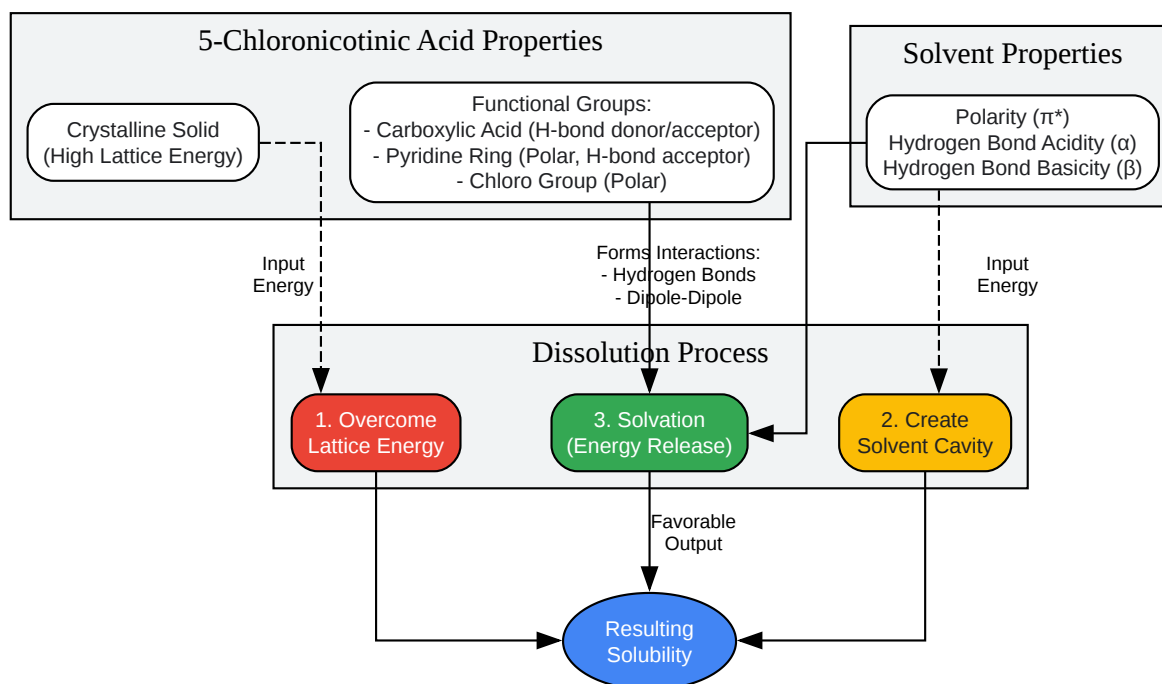 5-Chloronicotinic Acid Properties
Crystalline Solid
(High Lattice Energy)
Functional Groups:
- Carboxylic Acid (H-bond donor/acceptor)
- Pyridine Ring (Polar, H-bond acceptor)
- Chloro Group (Polar)
Solvent Properties
Polarity (π*)
Hydrogen Bond Acidity (α)
Hydrogen Bond Basicity (β)
Input
Energy
Forms Interactions:
- Hydrogen Bonds
- Dipole-Dipole
Input
Energy
Dissolution Process
1. Overcome
Lattice Energy
3. Solvation
(Energy Release)
2. Create
Solvent Cavity
Favorable
Output
Resulting
Solubility